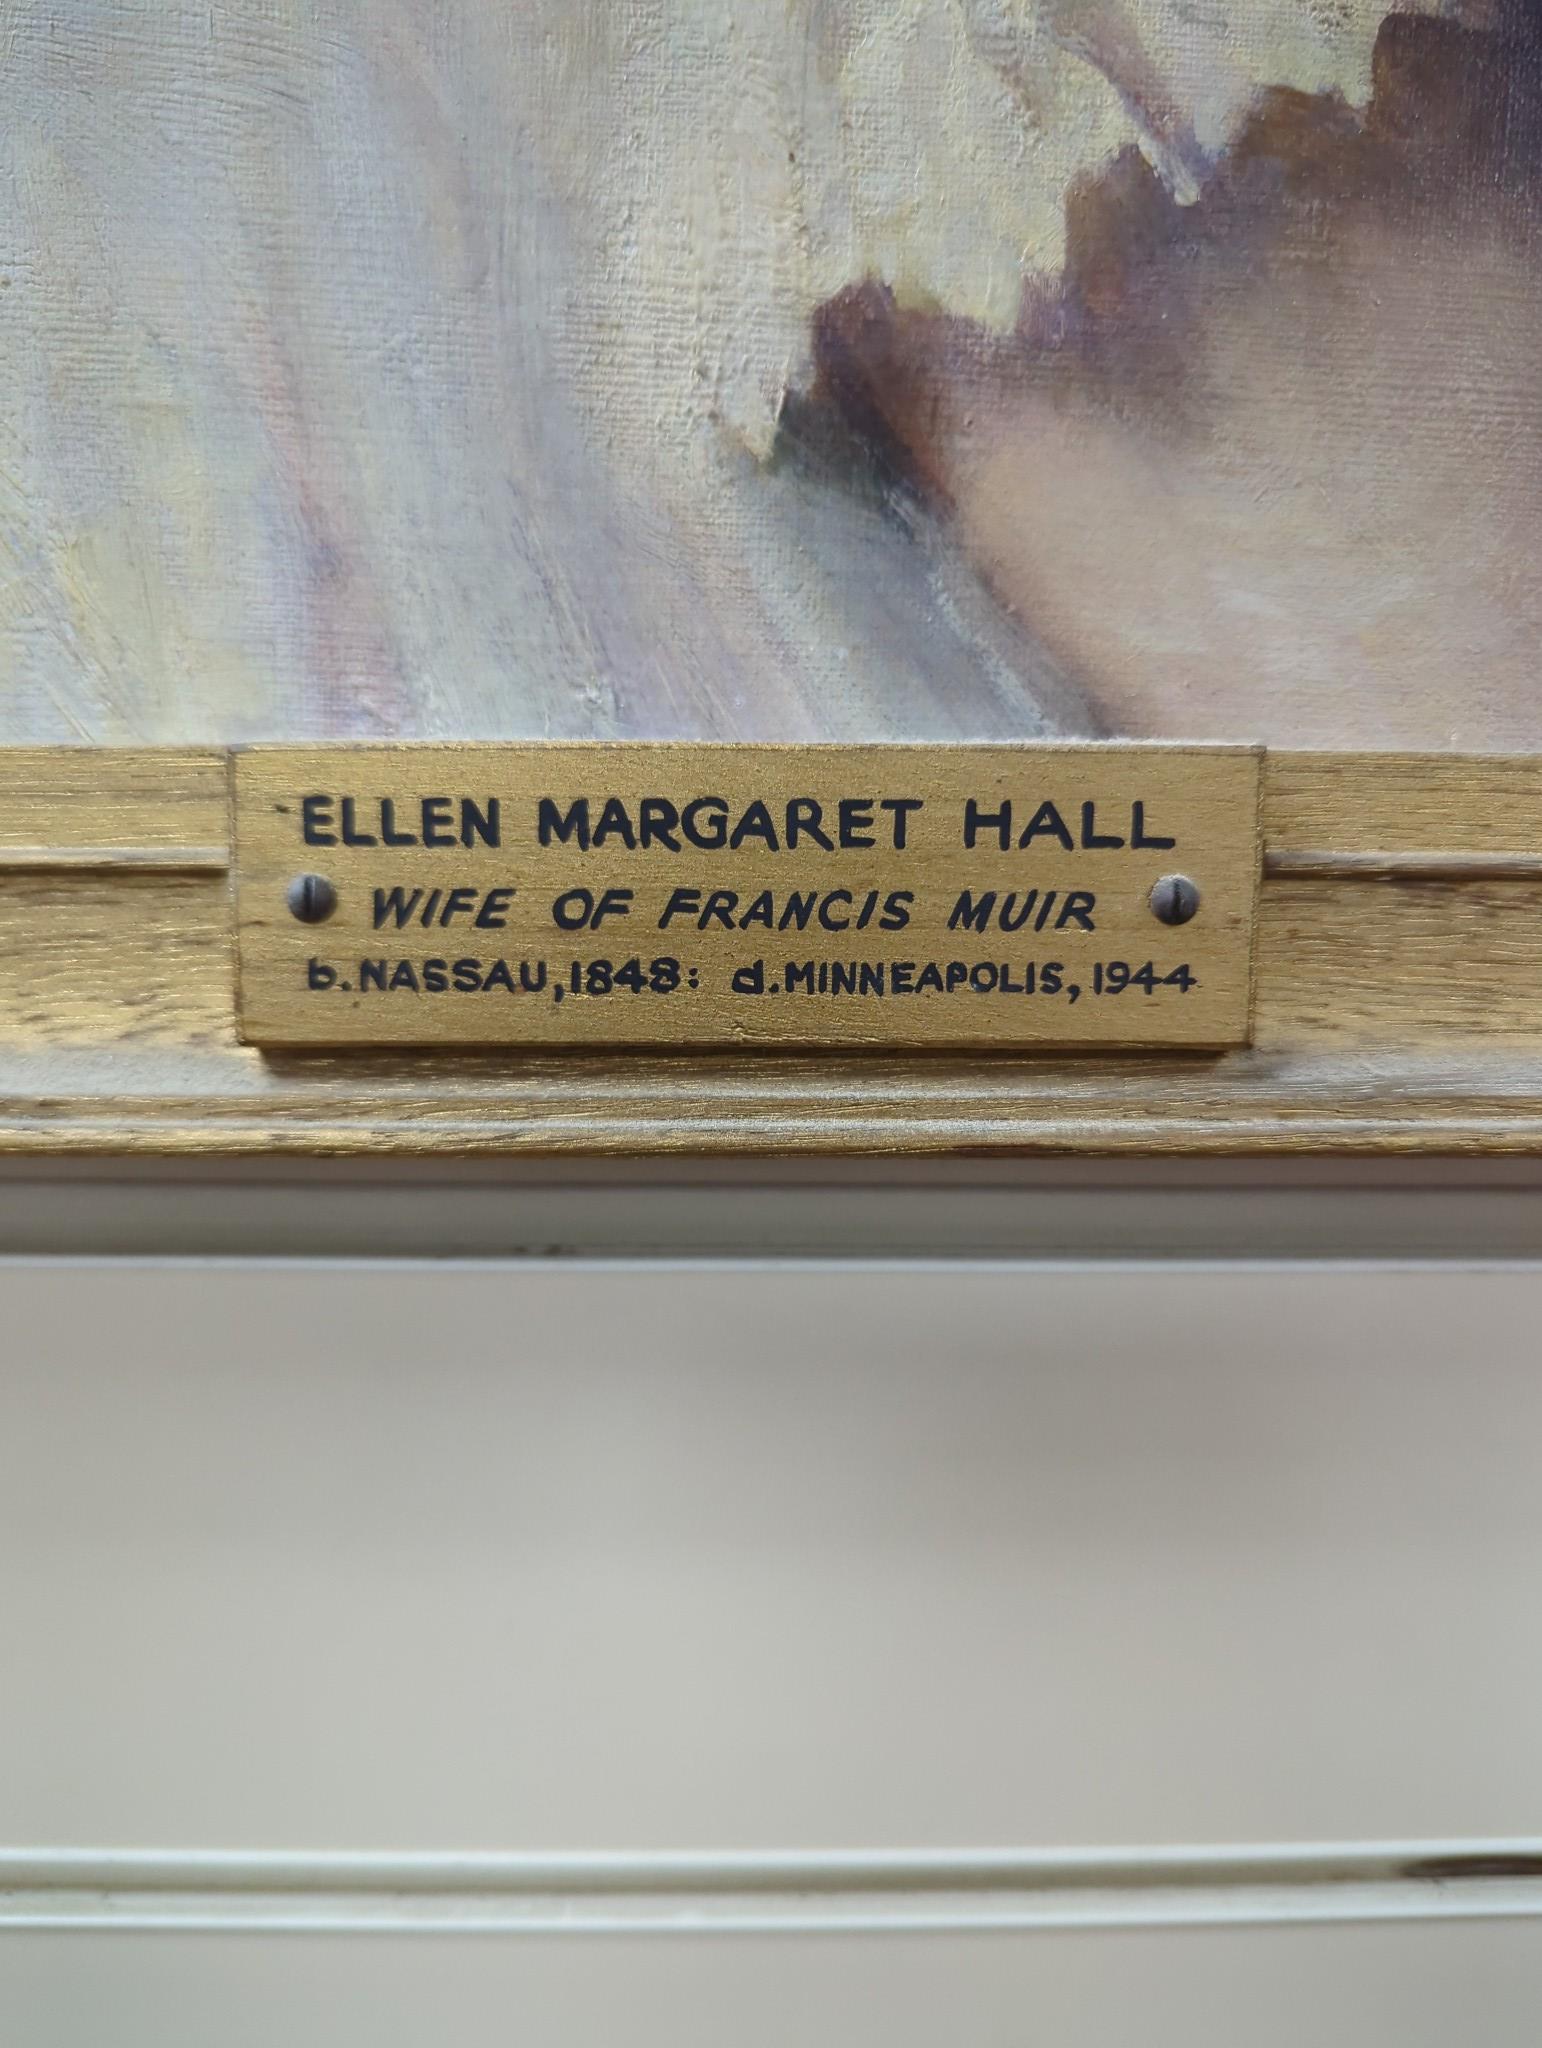 ELLEN MARGARET HALL
WIFE OF FRANCIS MUIR
b. NASSAU, 1848: d. MINNEAPOLIS, 1944